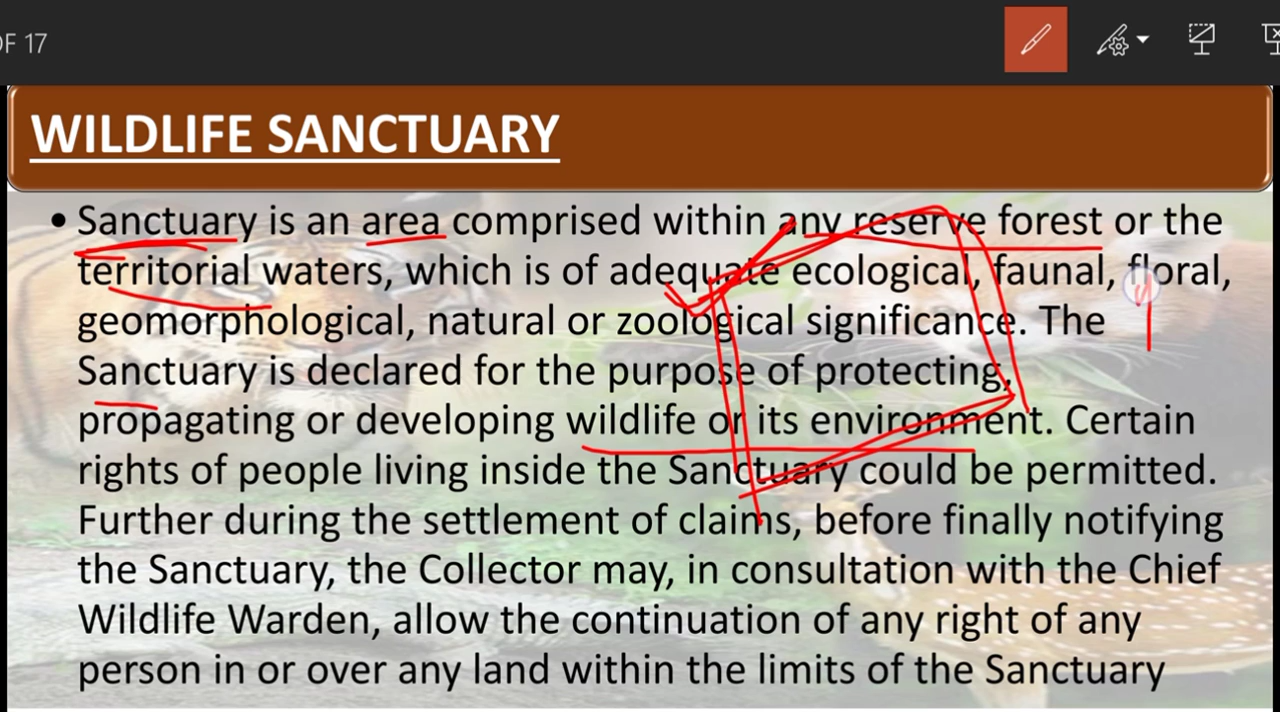 OF 17
WILDLIFE SANCTUARY
• Sanctuary is an area comprised within any reserve forest or the
territorial waters, which is of adequate ecological, faunal, floral,
geomorphological, natural or zoological significance. The
Sanctuary is declared for the purpose of protecting,
propagating or developing wildlife or its environment. Certain
rights of people living inside the Sanctuary could be permitted.
Further during the settlement of claims, before finally notifying
the Sanctuary, the Collector may, in consultation with the Chief
Wildlife Warden, allow the continuation of any right of any
person in or over any land within the limits of the Sanctuary